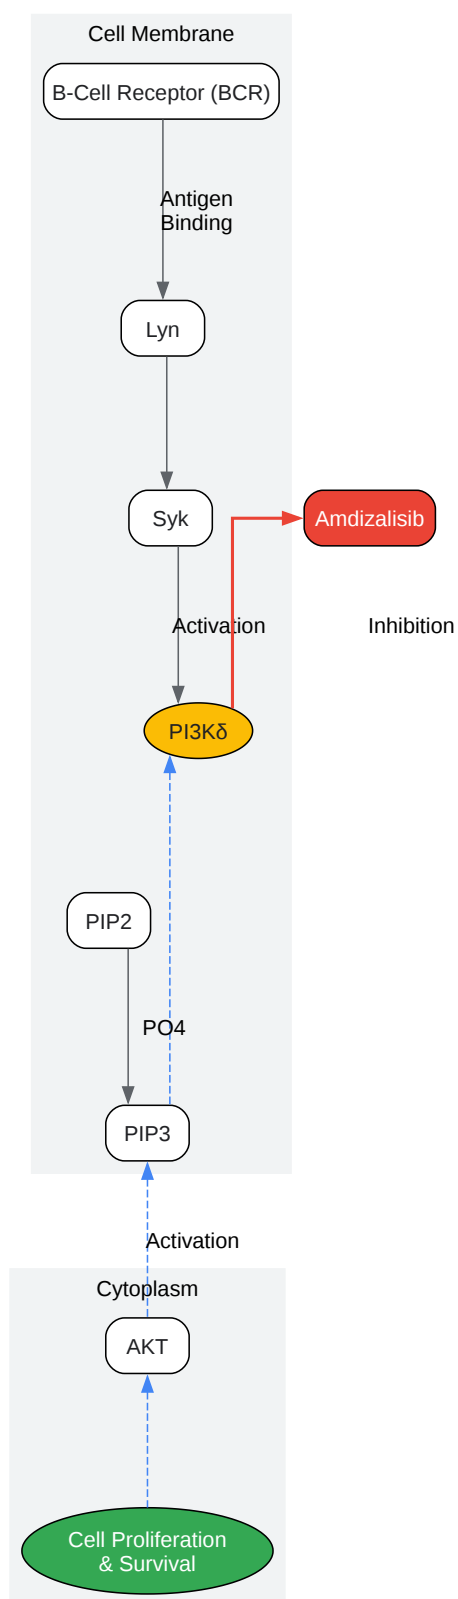 Cell Membrane
B-Cell Receptor (BCR)
Antigen
Binding
Lyn
Syk
Amdizalisib
Activation
Inhibition
PI3Kδ
PIP2
PO4
PIP3
Activation
Cytoplasm
AKT
Cell Proliferation
& Survival